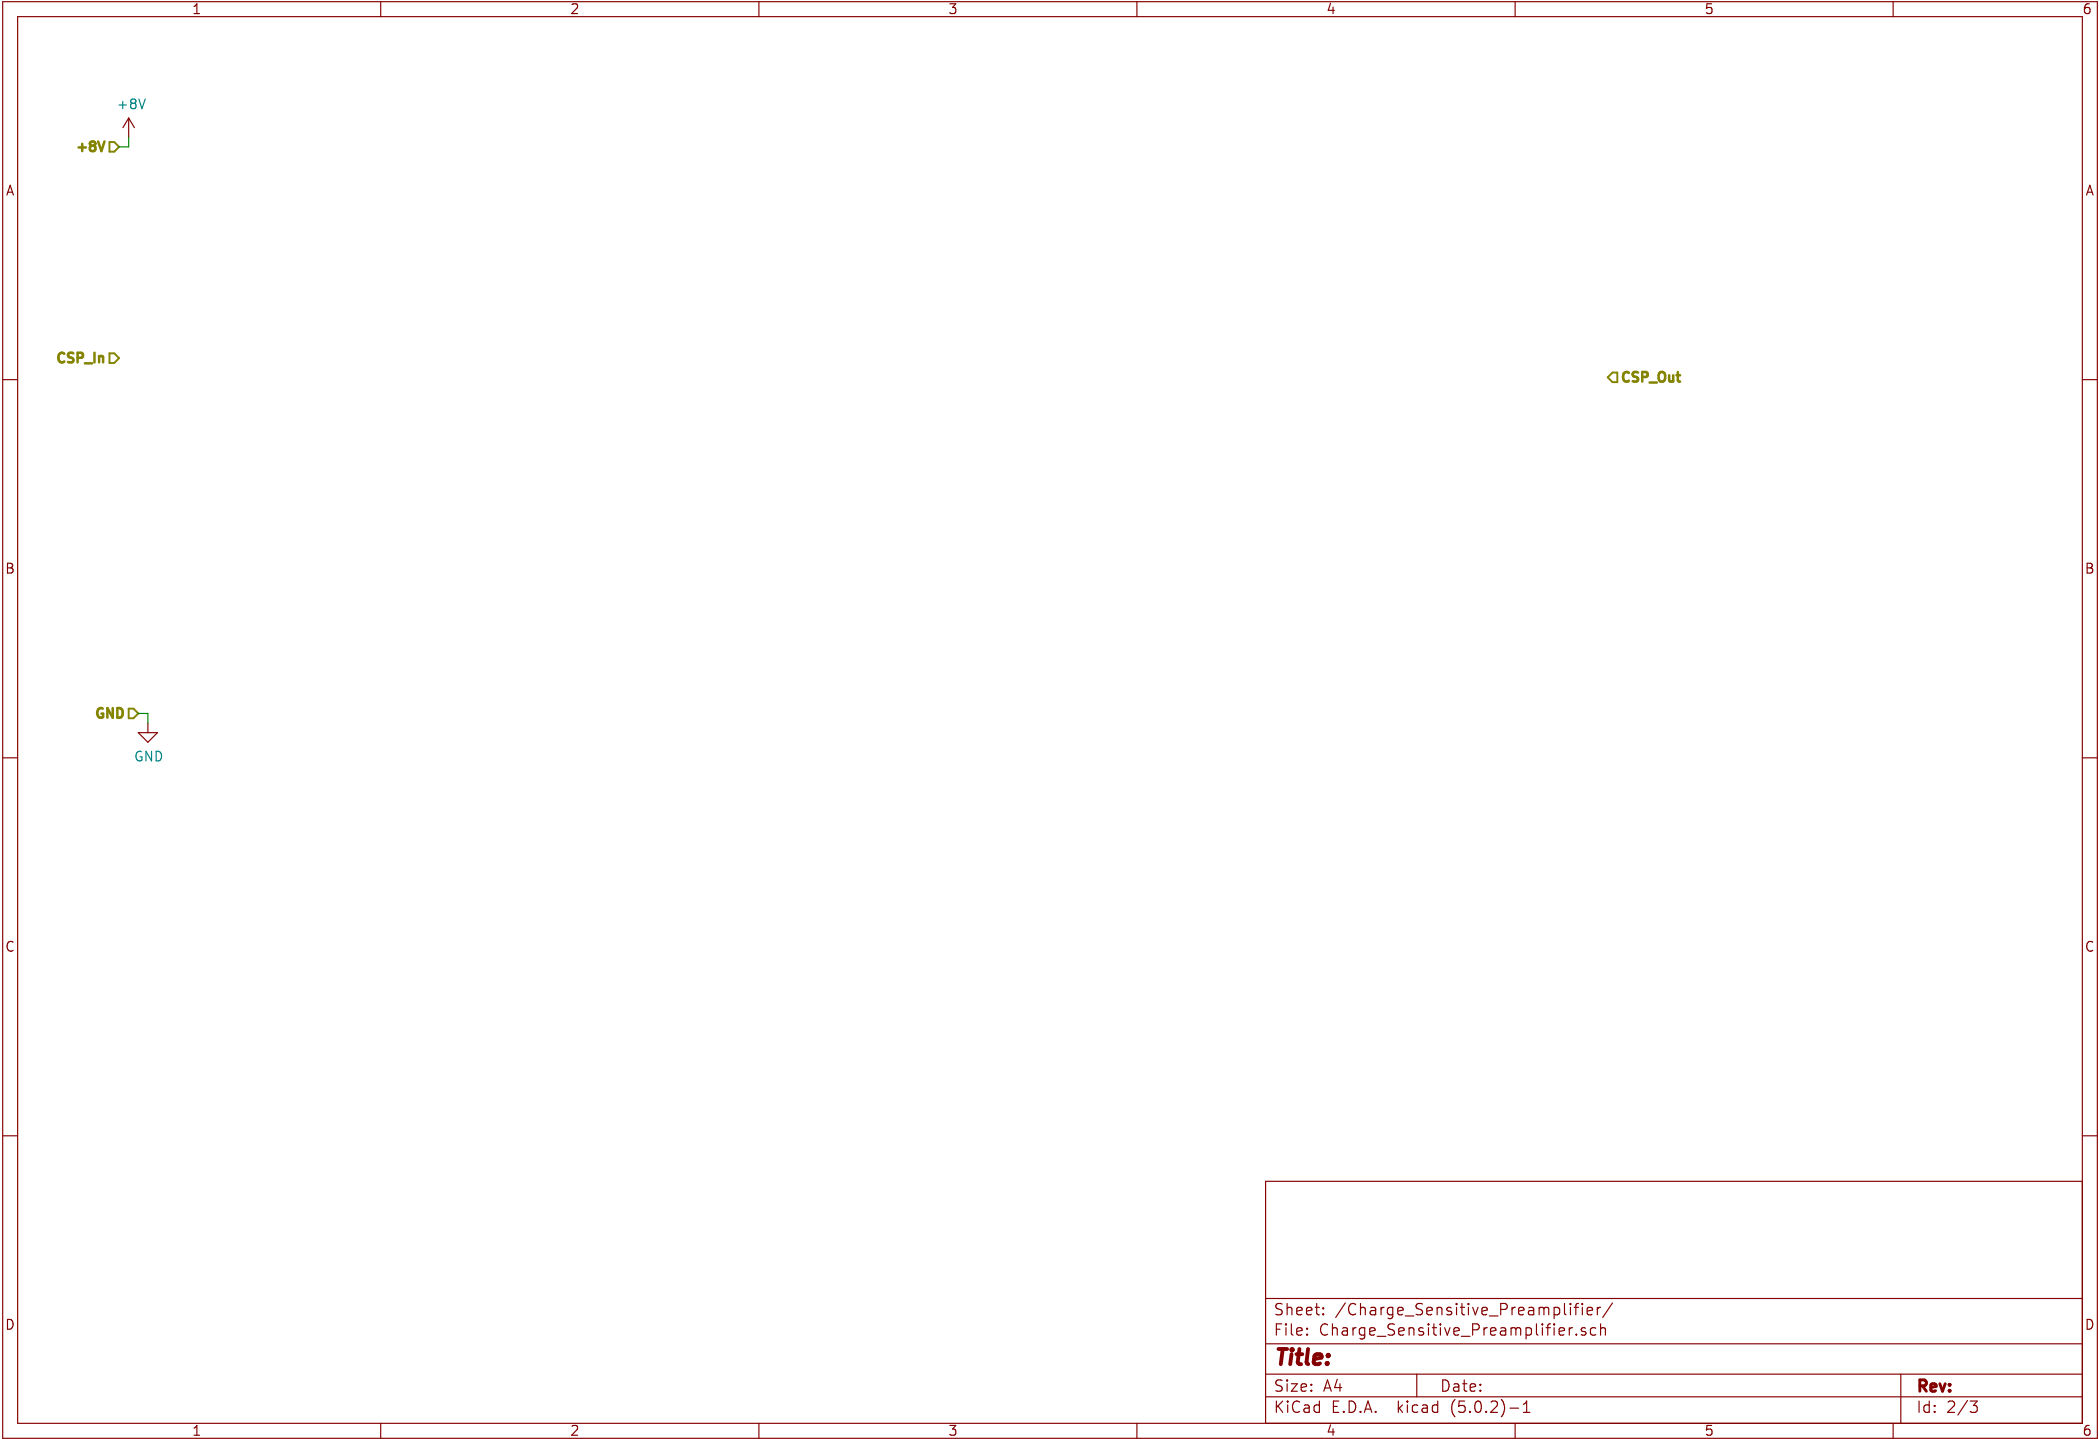 1 2 3 4 5 6
+8V
+8V
A A
CSP_In
CSP_Out
B B
GND
GND
C C
Sheet: /Charge_Sensitive_Preamplifier/
File: Charge_Sensitive_Preamplifier.sch
D D
Title:
Size: A4 Date: Rev:
KiCad E.D.A. kicad (5.0.2)-1 Id: 2/3
1 2 3 4 5 6